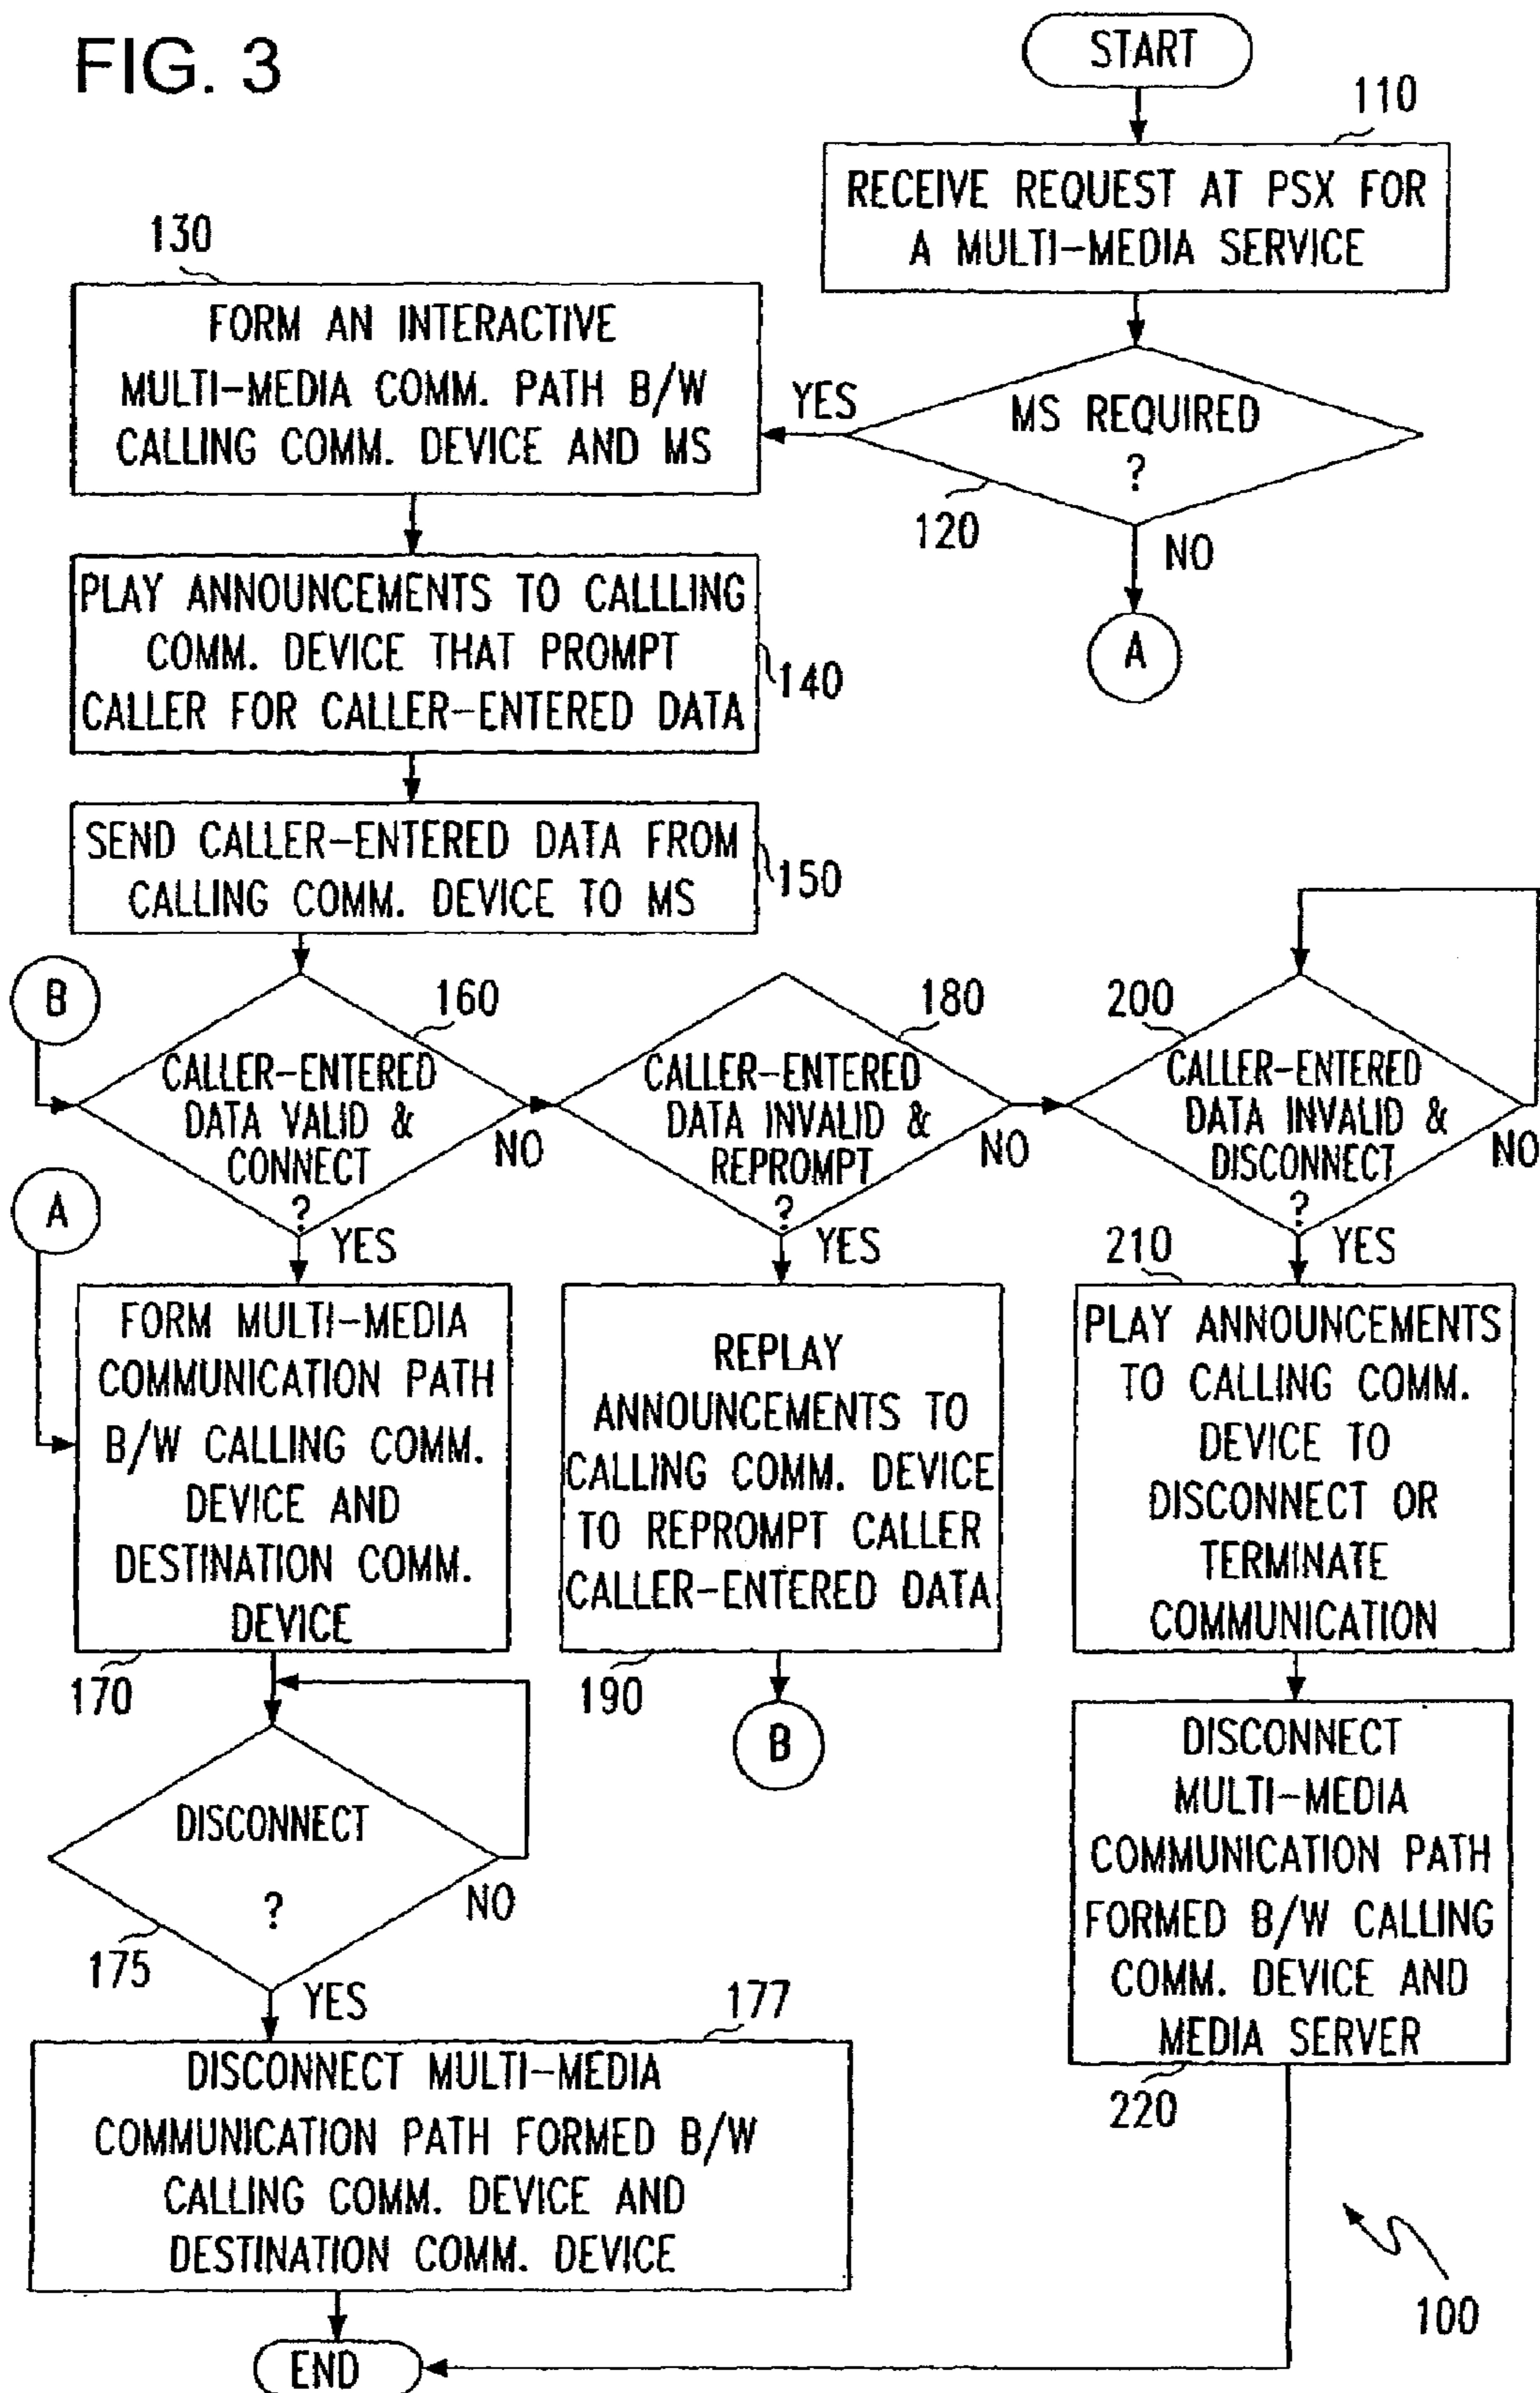 FIG. 3
START
110
RECEIVE REQUEST AT PSX FOR
A MULTI-MEDIA SERVICE
130
FORM AN INTERACTIVE
MULTI-MEDIA COMM. PATH B/W
CALLING COMM. DEVICE AND MS
YES
MS REQUIRED
?
120
NO
A
PLAY ANNOUNCEMENTS TO CALLLING
COMM. DEVICE THAT PROMPT
CALLER FOR CALLER-ENTERED DATA
140
SEND CALLER-ENTERED DATA FROM
CALLING COMM. DEVICE TO MS
150
B
160
CALLER-ENTERED
DATA VALID &
CONNECT
?
NO
YES
180
CALLER-ENTERED
DATA INVALID &
REPROMPT
?
NO
YES
200
CALLER-ENTERED
DATA INVALID &
DISCONNECT
?
NO
YES
A
FORM MULTI-MEDIA
COMMUNICATION PATH
B/W CALLING COMM.
DEVICE AND
DESTINATION COMM.
DEVICE
170
REPLAY
ANNOUNCEMENTS TO
CALLING COMM. DEVICE
TO REPROMPT CALLER
CALLER-ENTERED DATA
190
B
210
PLAY ANNOUNCEMENTS
TO CALLING COMM.
DEVICE TO
DISCONNECT OR
TERMINATE
COMMUNICATION
DISCONNECT
?
NO
175
YES
DISCONNECT
MULTI-MEDIA
COMMUNICATION PATH
FORMED B/W CALLING
COMM. DEVICE AND
MEDIA SERVER
220
177
DISCONNECT MULTI-MEDIA
COMMUNICATION PATH FORMED B/W
CALLING COMM. DEVICE AND
DESTINATION COMM. DEVICE
100
END